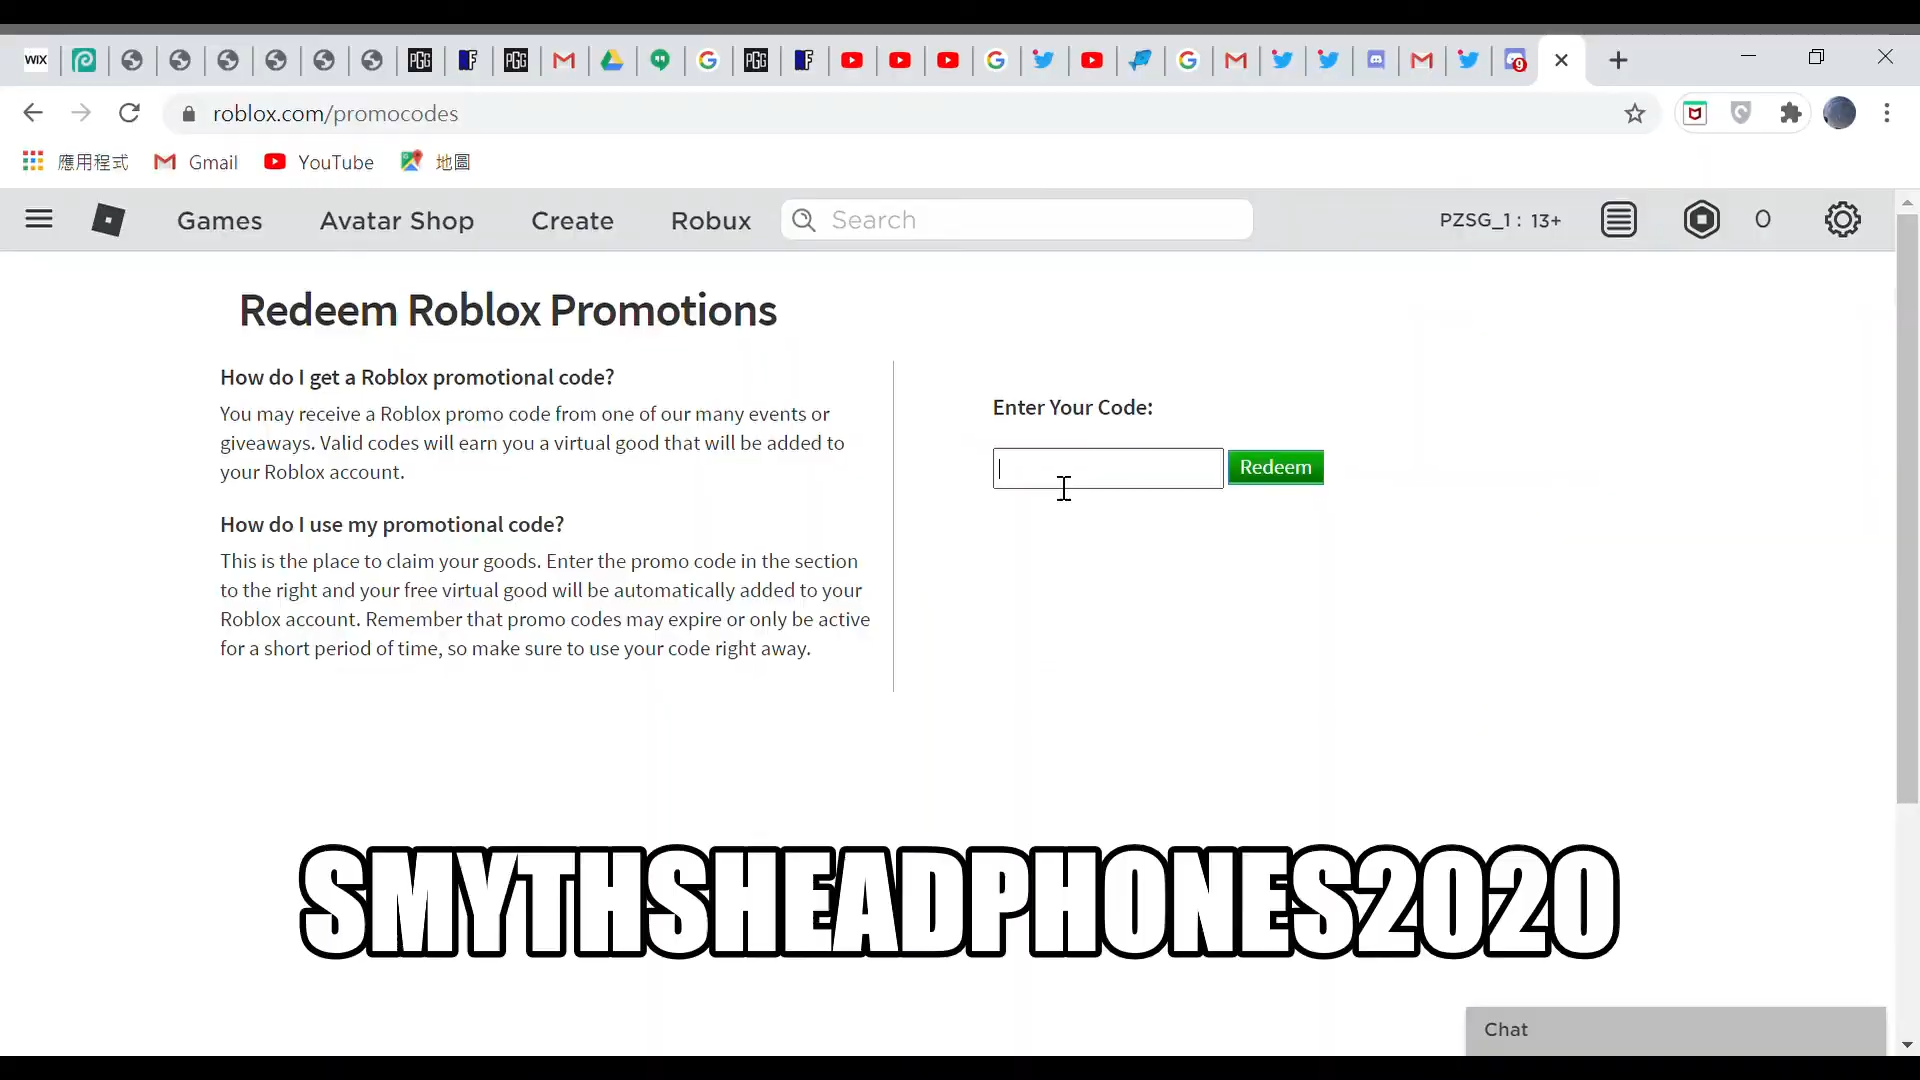 WIX
PGG
F
PGG
G
PGG
F
G
G
9
roblox.com/promocodes
應用程式 Gmail YouTube 地圖
Games Avatar Shop Create Robux Search PZSG_1 : 13+ 0
Redeem Roblox Promotions
How do I get a Roblox promotional code?
You may receive a Roblox promo code from one of our many events or
giveaways. Valid codes will earn you a virtual good that will be added to
your Roblox account.
How do I use my promotional code?
This is the place to claim your goods. Enter the promo code in the section
to the right and your free virtual good will be automatically added to your
Roblox account. Remember that promo codes may expire or only be active
for a short period of time, so make sure to use your code right away.
Enter Your Code:
Redeem
SMYTHSHEADPHONES2020
Chat